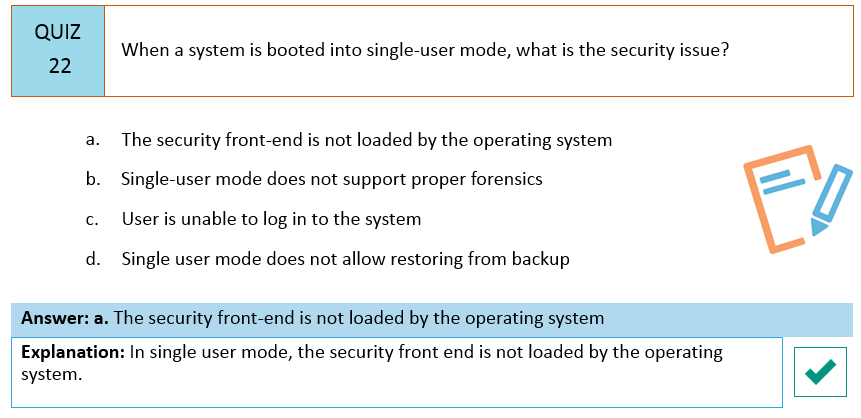 QUIZ
22
When a system is booted into single-user mode, what is the security issue?
a. The security front-end is not loaded by the operating system
b. Single-user mode does not support proper forensics
c. User is unable to log in to the system
d. Single user mode does not allow restoring from backup
Answer: a. The security front-end is not loaded by the operating system
Explanation: In single user mode, the security front end is not loaded by the operating
system.